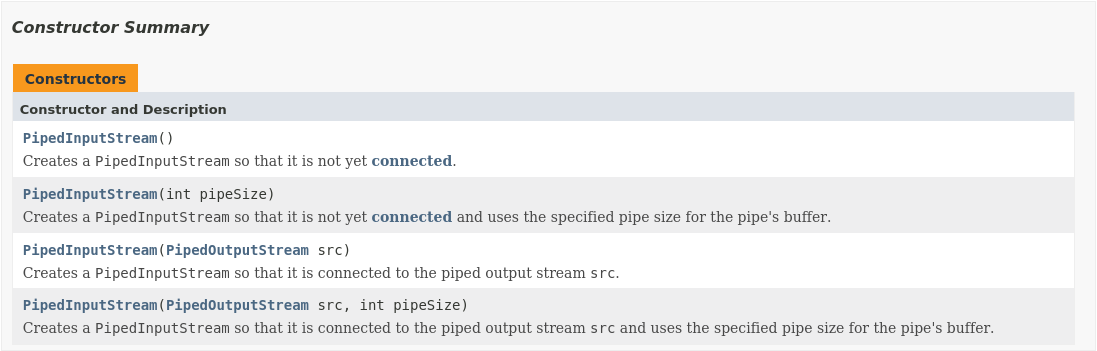 Constructor Summary
Constructors
Constructor and Description
PipedInputStream()
Creates a PipedInputStream so that it is not yet connected.
PipedInputStream(int pipeSize)
Creates a PipedInputStream so that it is not yet connected and uses the specified pipe size for the pipe's buffer.
PipedInputStream(PipedOutputStream src)
Creates a PipedInputStream so that it is connected to the piped output stream src.
PipedInputStream(PipedOutputStream src, int pipeSize)
Creates a PipedInputStream so that it is connected to the piped output stream src and uses the specified pipe size for the pipe's buffer.